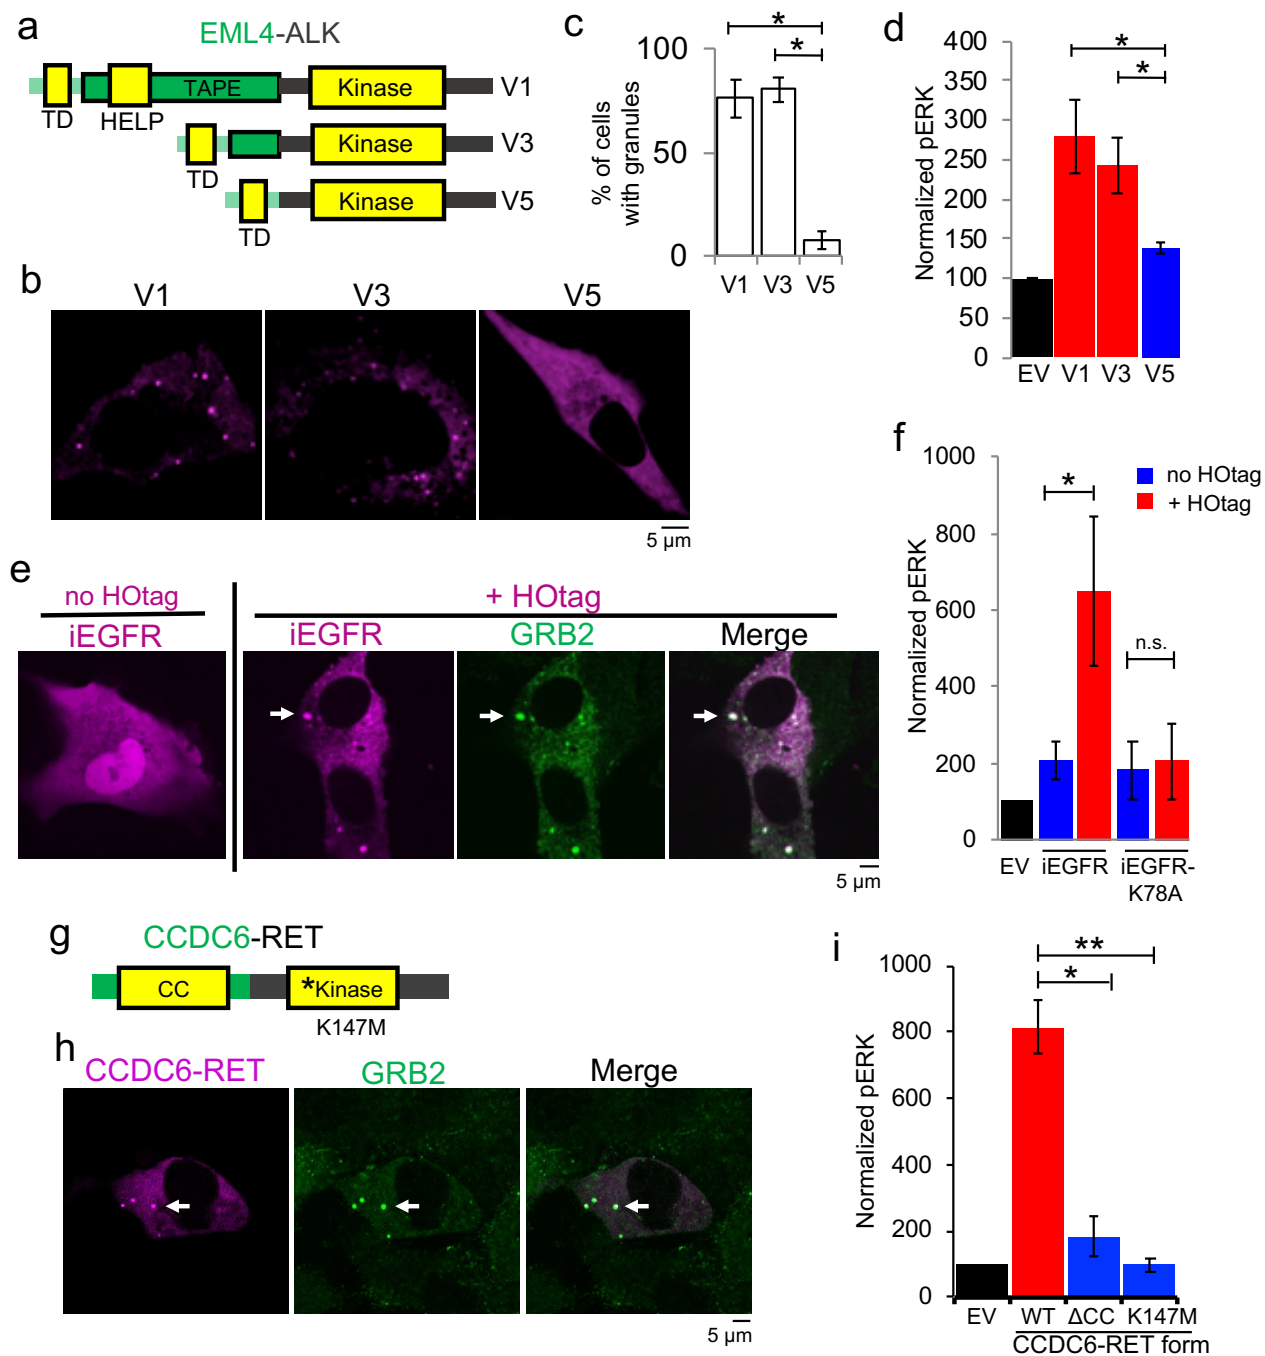 a
EML4-ALK
TAPE
Kinase
V1
TD
HELP
Kinase
V3
TD
Kinase
V5
TD
b
V1
V3
V5
5 µm
c
% of cells
with granules
100
50
0
*
*
V1 V3 V5
d
Normalized pERK
400
350
300
250
200
150
100
50
0
*
*
EV V1 V3 V5
e
no HOtag
+ HOtag
iEGFR
iEGFR
GRB2
Merge
5 µm
f
Normalized pERK
1000
800
600
400
200
0
no HOtag
+ HOtag
*
n.s.
EV iEGFR iEGFR-
K78A
g
CCDC6-RET
CC
*Kinase
K147M
h
CCDC6-RET
GRB2
Merge
5 µm
i
Normalized pERK
1000
800
600
400
200
0
**
*
EV WT ΔCC K147M
CCDC6-RET form